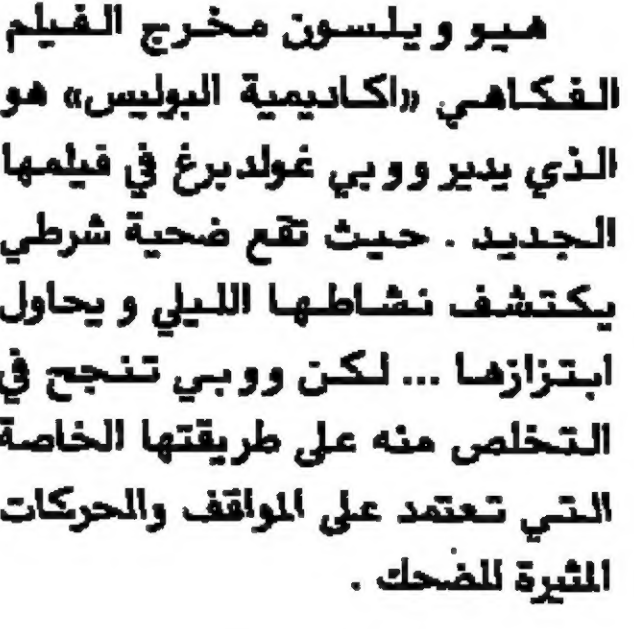 هيو ويلسون مخرج الفيلم
الفكاهي «اكاديمية البوليس» هو
الذي يدير ووبي غولدبرغ في فيلمها
الجديد . حيث تقع ضحية شرطي
يكتشف نشاطها الليلي ويحاول
ابتزازها ... لكن ووبي تنجح في
التخلص منه على طريقتها الخاصة
التي تعتمد على المواقف والحركات
المثيرة للضحك .